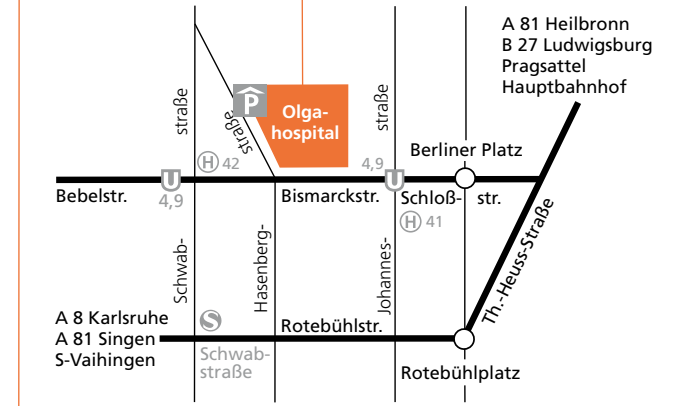 A 81 Heilbronn
B 27 Ludwigsburg
Pragsattel
Hauptbahnhof
straße
P
straße
Olga-
hospital
straße
H 42
4,9
Berliner Platz
U
U
Bebelstr.
4,9
Bismarckstr.
Schloß-
str.
H 41
Schwab-
Hasenberg-
Johannes-
Th.-Heuss-Straße
A 8 Karlsruhe
A 81 Singen
S-Vaihingen
S
Rotebühlstr.
Schwab-
straße
Rotebühlplatz